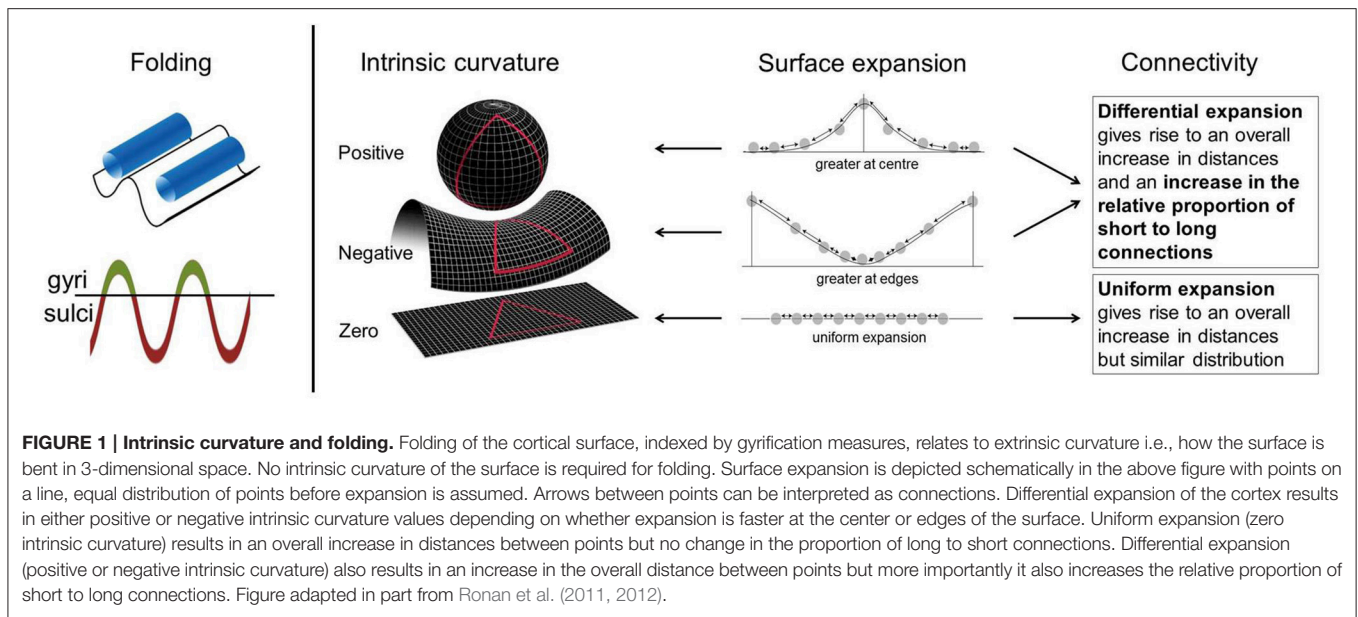 Folding
gyri
sulci
Intrinsic curvature
Positive
Negative
Zero
Surface expansion
greater at centre
greater at edges
uniform expansion
Connectivity
Differential expansion
gives rise to an overall
increase in distances
and an increase in the
relative proportion of
short to long
connections
Uniform expansion
gives rise to an overall
increase in distances
but similar distribution
FIGURE 1 | Intrinsic curvature and folding. Folding of the cortical surface, indexed by gyrification measures, relates to extrinsic curvature i.e., how the surface is
bent in 3-dimensional space. No intrinsic curvature of the surface is required for folding. Surface expansion is depicted schematically in the above figure with points on
a line, equal distribution of points before expansion is assumed. Arrows between points can be interpreted as connections. Differential expansion of the cortex results
in either positive or negative intrinsic curvature values depending on whether expansion is faster at the center or edges of the surface. Uniform expansion (zero
intrinsic curvature) results in an overall increase in distances between points but no change in the proportion of long to short connections. Differential expansion
(positive or negative intrinsic curvature) also results in an increase in the overall distance between points but more importantly it also increases the relative proportion of
short to long connections. Figure adapted in part from Ronan et al. (2011, 2012).